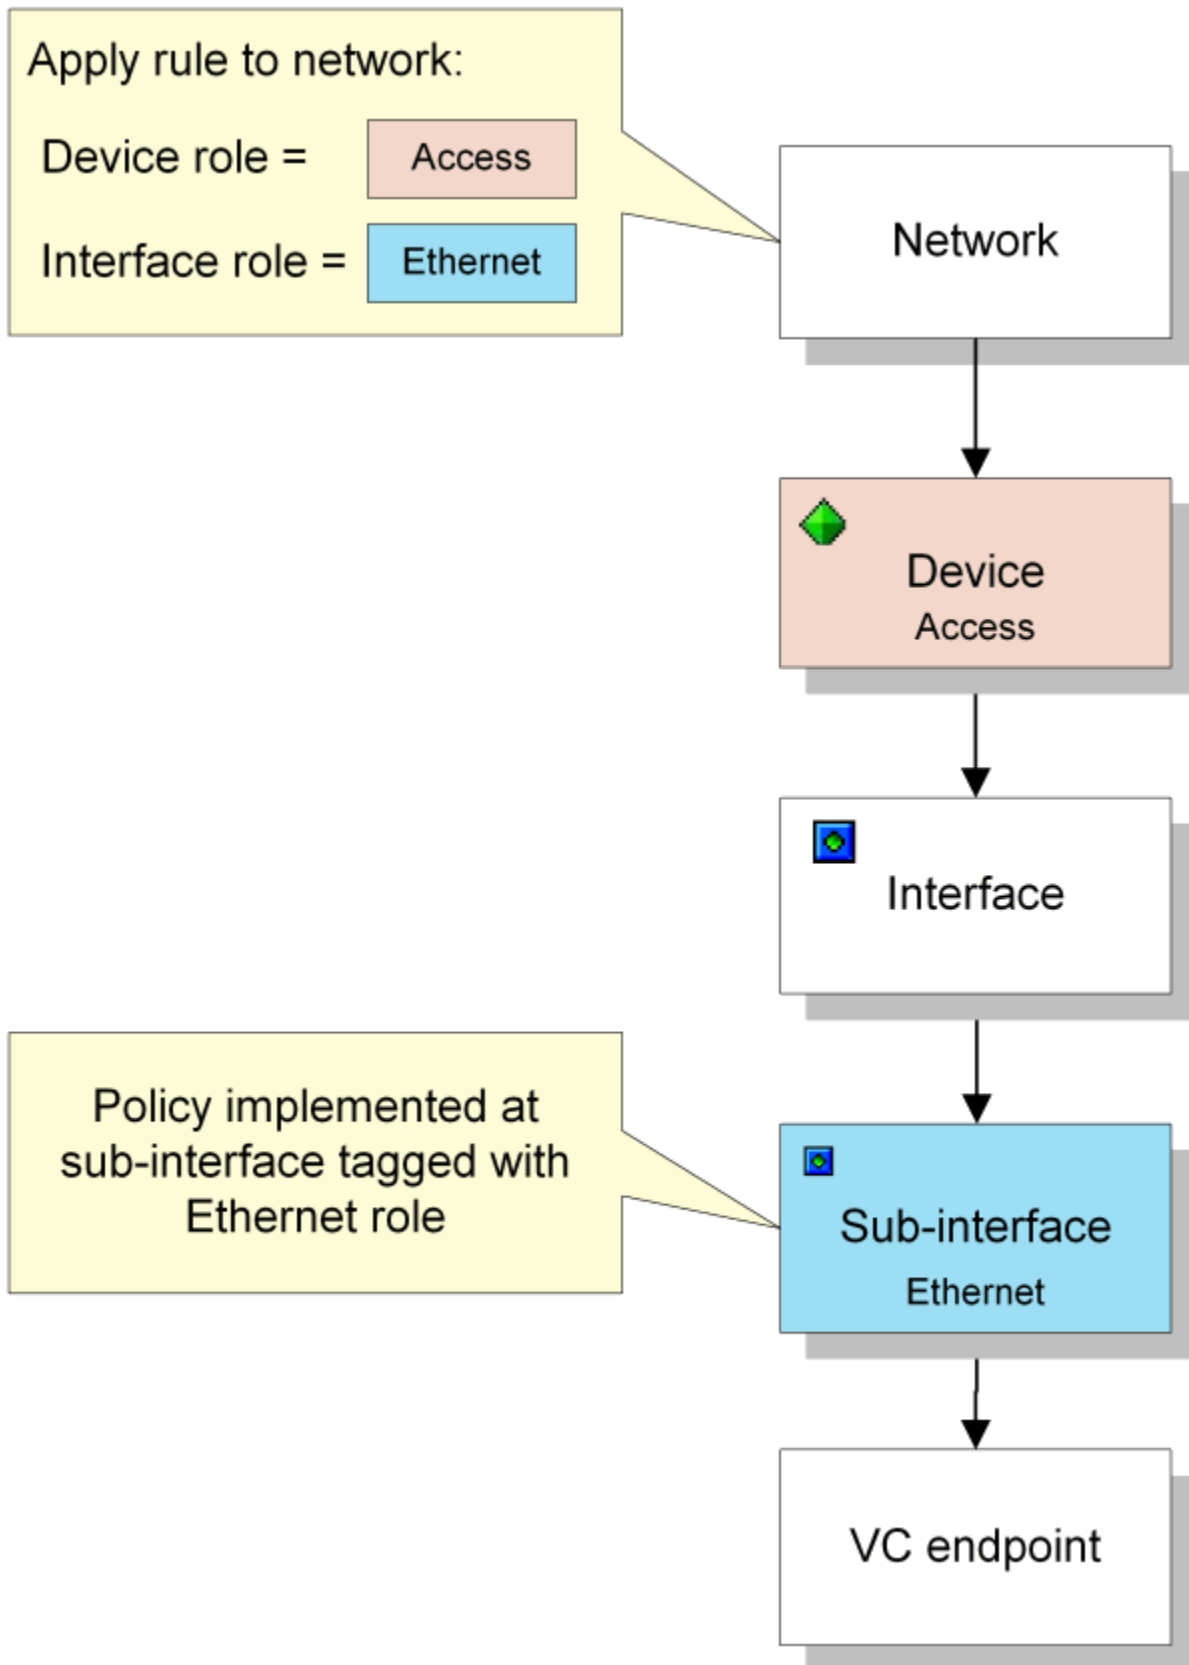 Apply rule to network:
Device role = Access
Interface role = Ethernet
Network
Device
Access
Interface
Policy implemented at
sub-interface tagged with
Ethernet role
Sub-interface
Ethernet
VC endpoint